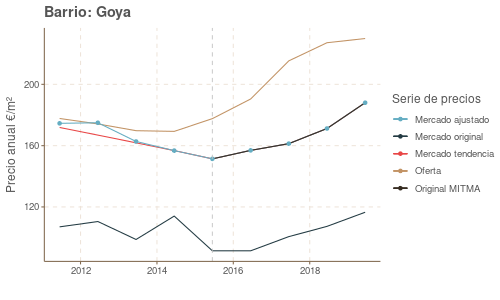 Barrio: Goya
Precio anual €/m²
200
160
120
2012
2014
2016
2018
Serie de precios
Mercado ajustado
Mercado original
Mercado tendencia
Oferta
Original MITMA